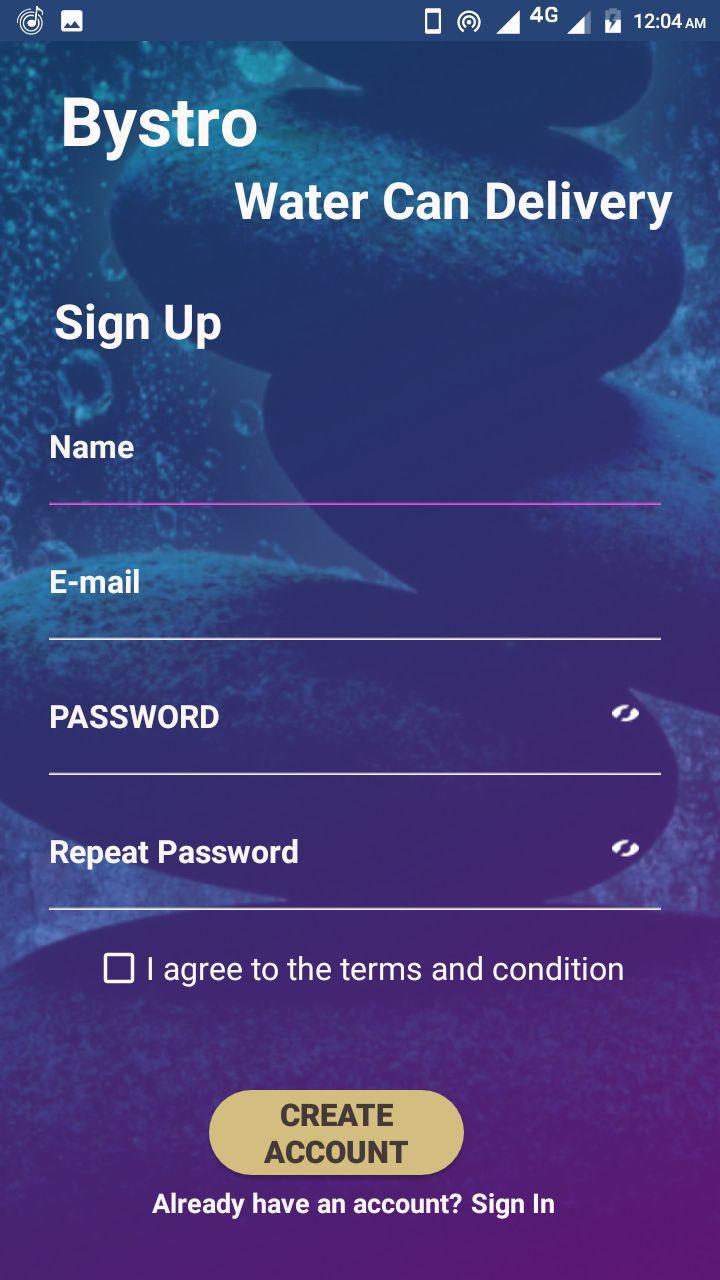 4G 12:04 AM
Bystro
Water Can Delivery
Sign Up
Name
E-mail
PASSWORD
Repeat Password
I agree to the terms and condition
CREATE
ACCOUNT
Already have an account? Sign In